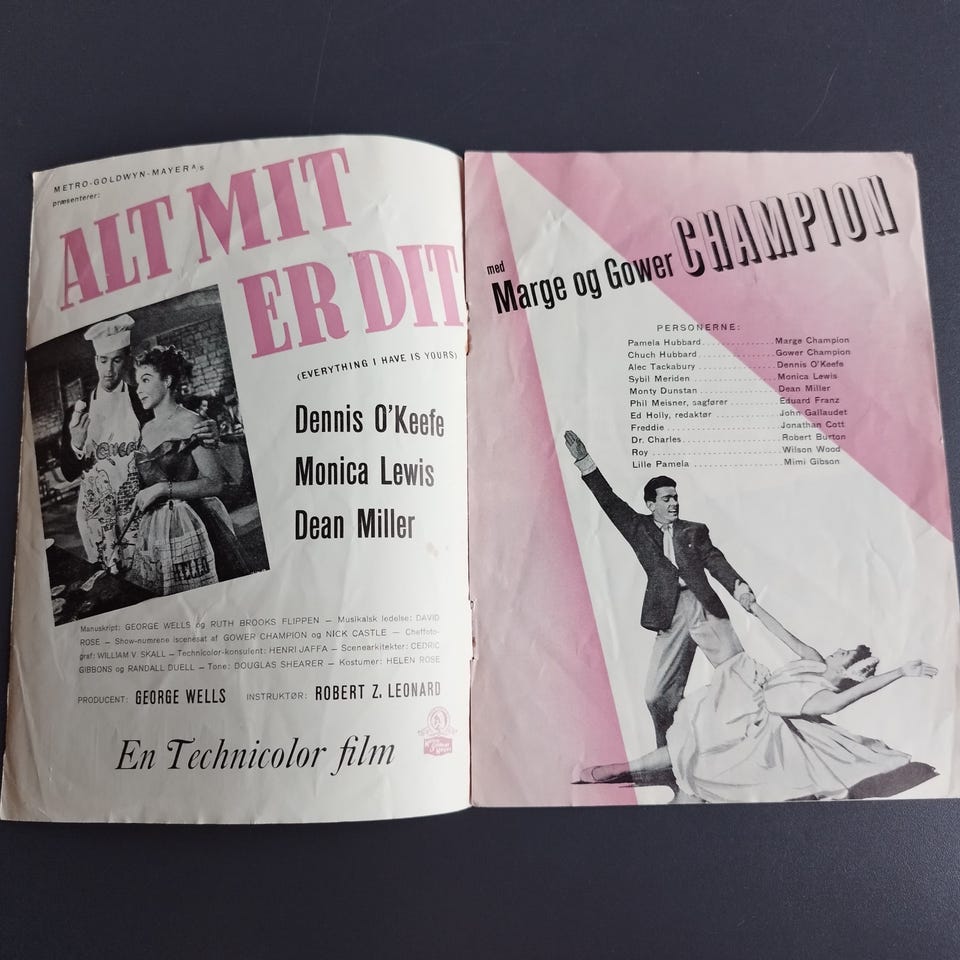 METRO-GOLDWYN-MAYER A/S
præsenterer:
ALT MIT
ER DIT
(EVERYTHING I HAVE IS YOURS)
CHEF
Dennis O'Keefe
Monica Lewis
Dean Miller
Manuskript: GEORGE WELLS og RUTH BROOKS FLIPPEN — Musikalsk ledelse: DAVID
ROSE — Show-numrene iscenesat af GOWER CHAMPION og NICK CASTLE — Cheffoto-
graf: WILLIAM V. SKALL — Technicolor-konsulent: HENRI JAFFA — Scenearkitekter: CEDRIC
GIBBONS og RANDALL DUELL — Tone: DOUGLAS SHEARER — Kostumer: HELEN ROSE
PRODUCENT: GEORGE WELLS INSTRUKTØR: ROBERT Z. LEONARD
En Technicolor film
med
Marge og Gower CHAMPION
PERSONERNE:
Pamela Hubbard..............Marge Champion
Chuch Hubbard..............Gower Champion
Alec Tackabury..............Dennis O'Keefe
Sybil Meriden..............Monica Lewis
Monty Dunstan..............Dean Miller
Phil Meisner, sagfører..............Eduard Franz
Ed Holly, redaktør..............John Gallaudet
Freddie..............Jonathan Cott
Dr. Charles..............Robert Burton
Roy..............Wilson Wood
Lille Pamela..............Mimi Gibson